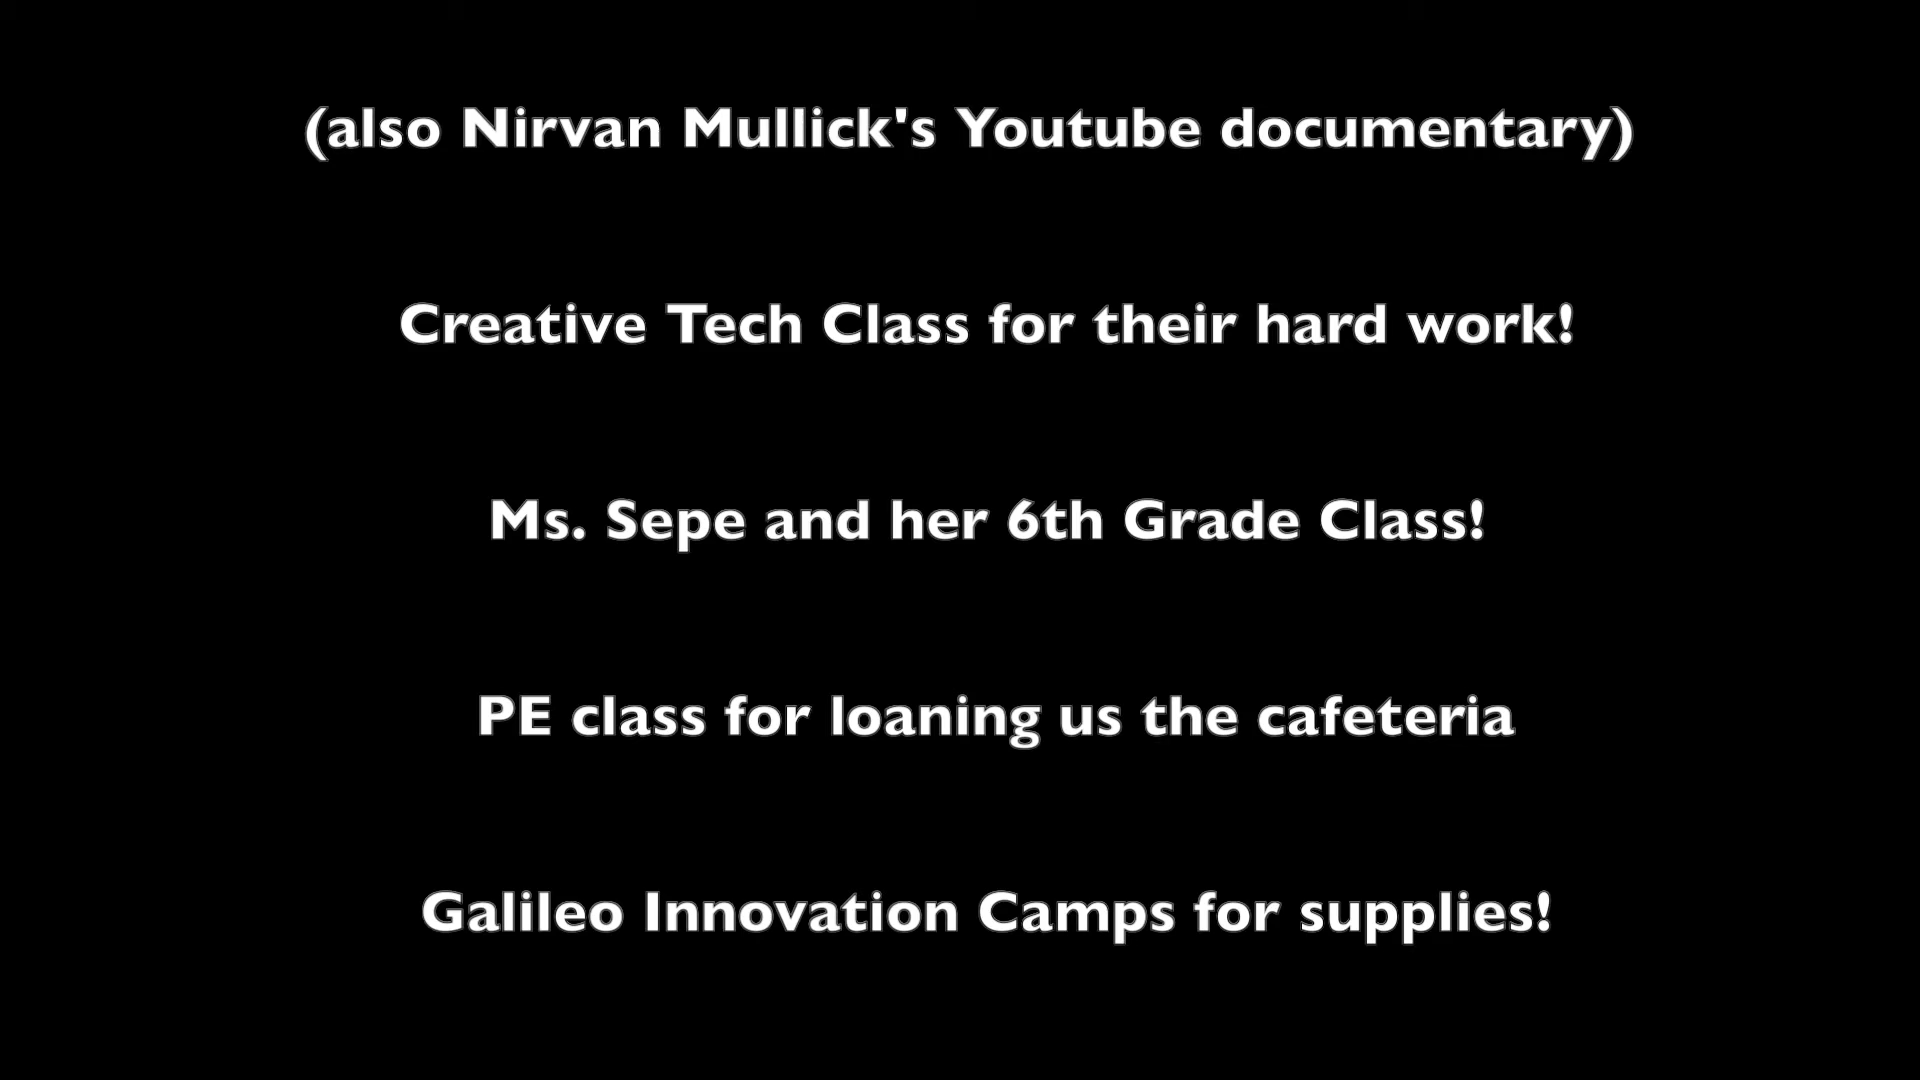 (also Nirvan Mullick's Youtube documentary)
Creative Tech Class for their hard work!
Ms. Sepe and her 6th Grade Class!
PE class for loaning us the cafeteria
Galileo Innovation Camps for supplies!